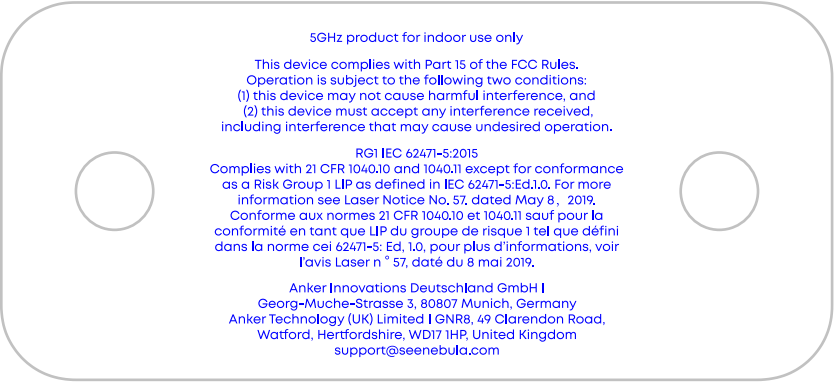 5GHz product for indoor use only
This device complies with Part 15 of the FCC Rules.
Operation is subject to the following two conditions:
(1) this device may not cause harmful interference, and
(2) this device must accept any interference received,
including interference that may cause undesired operation.
RG1 IEC 62471-5:2015
Complies with 21 CFR 1040.10 and 1040.11 except for conformance
as a Risk Group 1 LIP as defined in IEC 62471-5:Ed.1.0. For more
information see Laser Notice No. 57, dated May 8，2019.
Conforme aux normes 21 CFR 1040.10 et 1040.11 sauf pour la
conformité en tant que LIP du groupe de risque 1 tel que défini
dans la norme cei 62471-5: Ed, 1.0, pour plus d'informations, voir
l'avis Laser n ° 57, daté du 8 mai 2019.
Anker Innovations Deutschland GmbH I
Georg-Muche-Strasse 3, 80807 Munich, Germany
Anker Technology (UK) Limited I GNR8, 49 Clarendon Road,
Watford, Hertfordshire, WD17 1HP, United Kingdom
support@seenebula.com